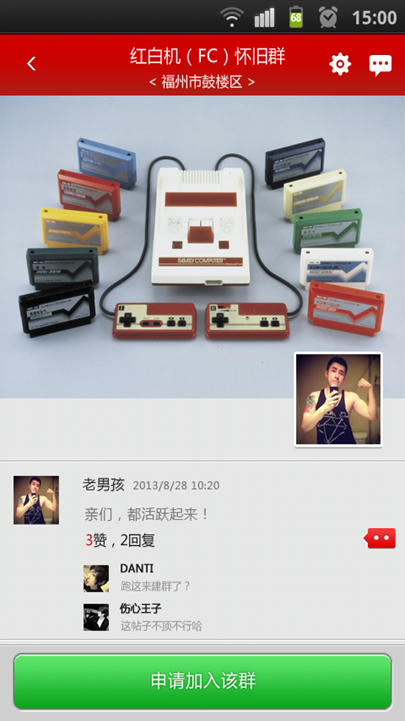 68
15:00
红白机（FC）怀旧群
< 福州市鼓楼区 >
FAMILY COMPUTER
老男孩 2013/8/28 10:20
亲们，都活跃起来！
3赞，2回复
DANTI
跑这来建群了？
伤心王子
这帖子不顶不行哈
申请加入该群